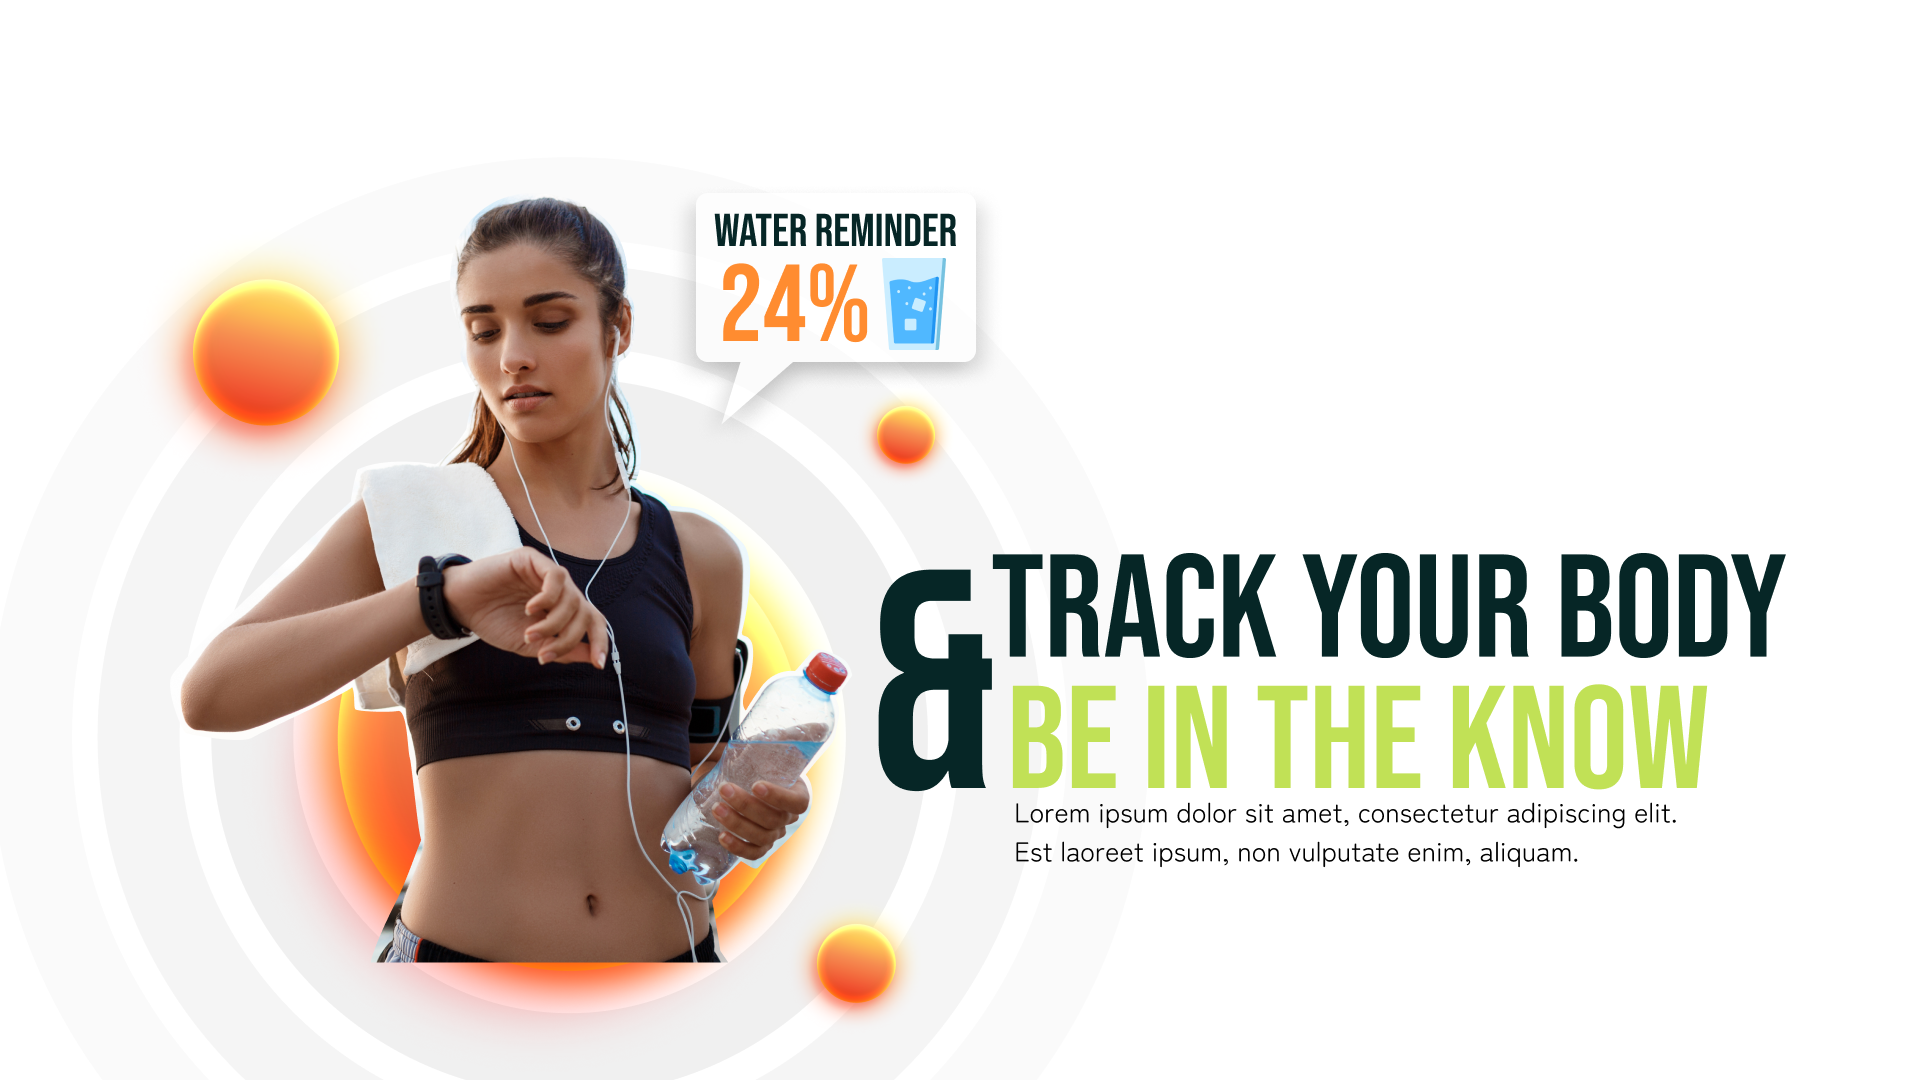 WATER REMINDER
24%
TRACK YOUR BODY
& BE IN THE KNOW
Lorem ipsum dolor sit amet, consectetur adipiscing elit.
Est laoreet ipsum, non vulputate enim, aliquam.